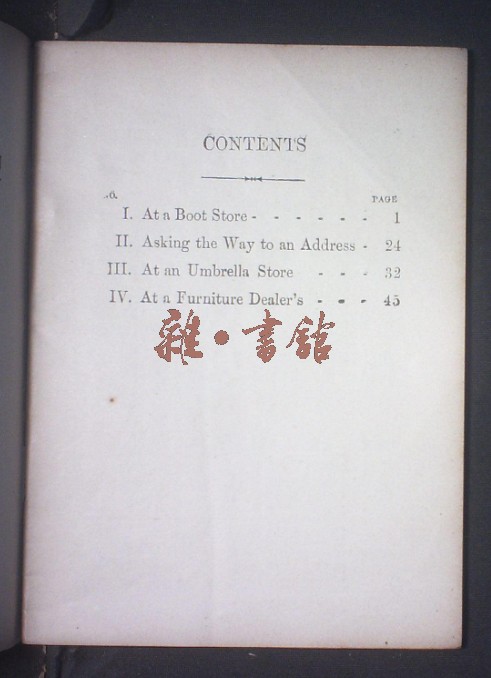 CONTENTS
PAGE
I. At a Boot Store - - - - - - 1
II. Asking the Way to an Address - 24
III. At an Umbrella Store - - - 32
IV. At a Furniture Dealer's - - - 45
雜·書館